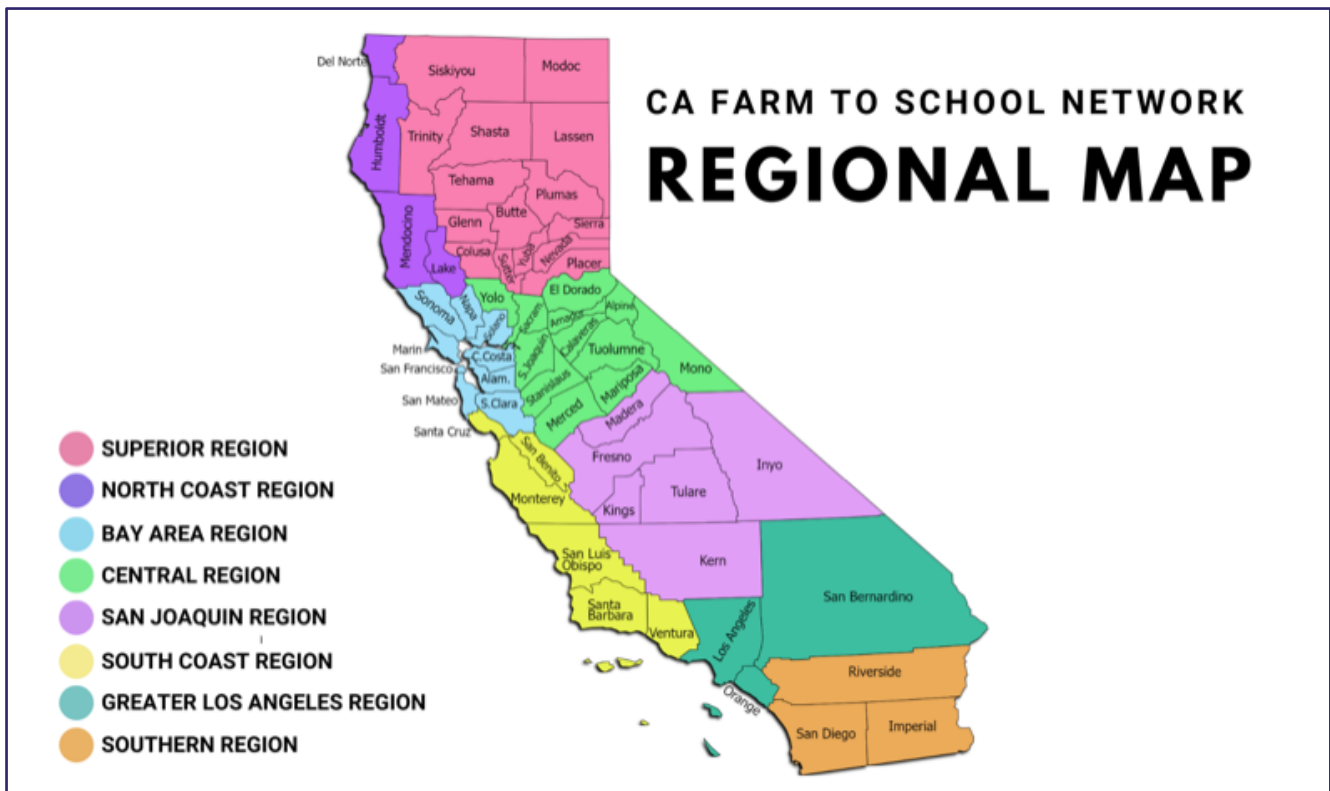 CA FARM TO SCHOOL NETWORK
REGIONAL MAP
Del Norte
Siskiyou
Modoc
Humboldt
Trinity
Shasta
Lassen
Tehama
Plumas
Mendocino
Glenn
Butte
Sierra
Colusa
Sutter
Yuba
Nevada
Placer
Lake
Yolo
El Dorado
Sonoma
Napa
Solano
Sacram.
Amador
Alpine
Marin
San Francisco
C.Costa
S.Joaquin
Calaveras
Tuolumne
Mono
Alam.
San Mateo
S.Clara
Stanislaus
Mariposa
Santa Cruz
Merced
Madera
San Benito
Fresno
Inyo
Monterey
Kings
Tulare
San Luis
Obispo
Kern
San Bernardino
Santa
Barbara
Ventura
Los Angeles
Orange
Riverside
San Diego
Imperial
SUPERIOR REGION
NORTH COAST REGION
BAY AREA REGION
CENTRAL REGION
SAN JOAQUIN REGION
SOUTH COAST REGION
GREATER LOS ANGELES REGION
SOUTHERN REGION